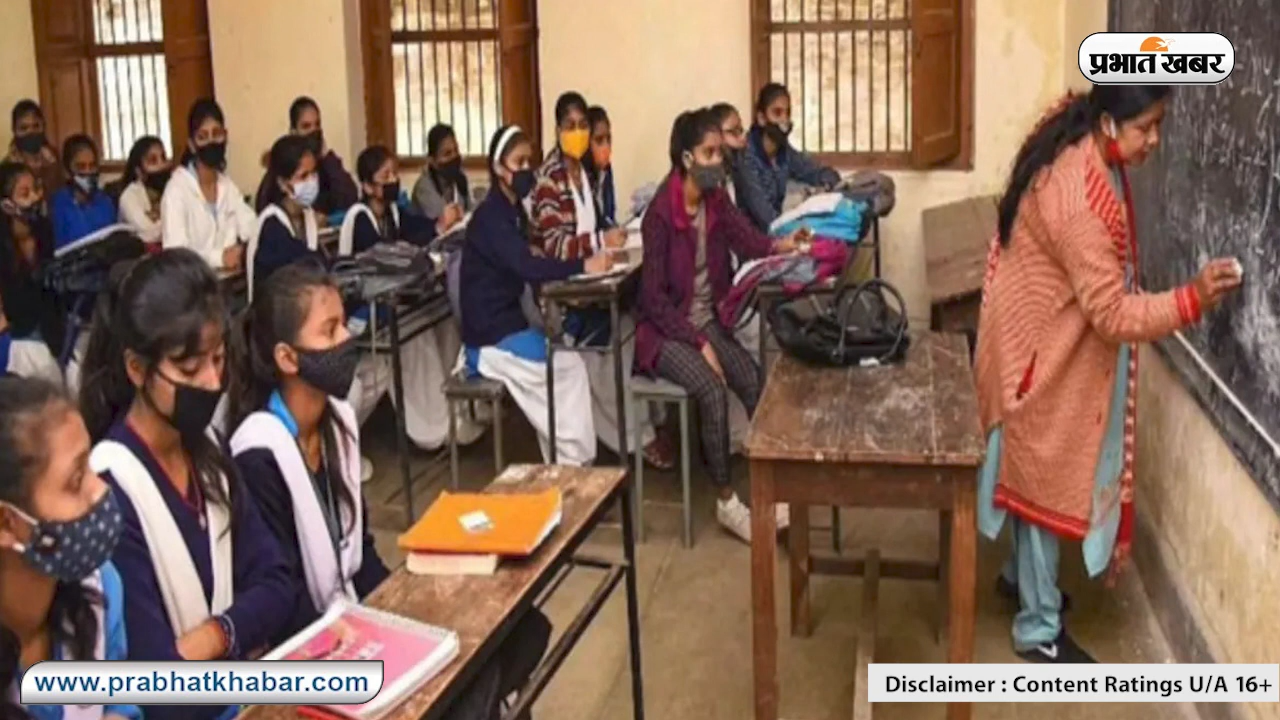 प्रभात खबर
www.prabhatkhabar.com
Disclaimer : Content Ratings U/A 16+